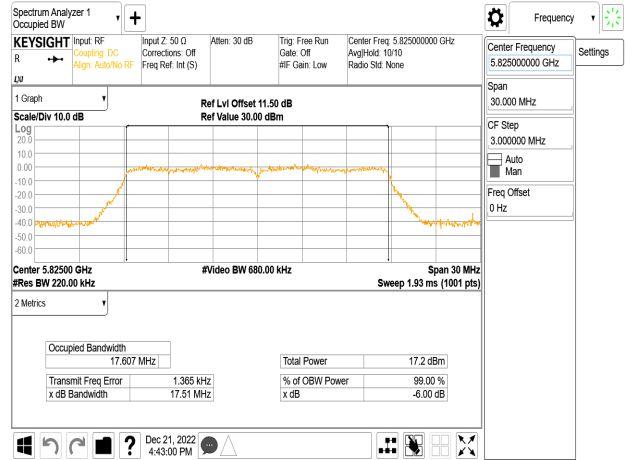 Spectrum Analyzer 1
Occupied BW
Frequency
KEYSIGHT
R
Input: RF
Coupling: DC
Align: Auto/No RF
Input Z: 50 Ω
Corrections: Off
Freq Ref: Int (S)
Atten: 30 dB
Trig: Free Run
Gate: Off
#IF Gain: Low
Center Freq: 5.825000000 GHz
Avg|Hold: 10/10
Radio Std: None
Center Frequency
5.825000000 GHz
Settings
Span
30.000 MHz
CF Step
3.000000 MHz
Auto
Man
Freq Offset
0 Hz
1 Graph
Scale/Div 10.0 dB
Ref Lvl Offset 11.50 dB
Ref Value 30.00 dBm
Log
20.0
10.0
0.00
-10.0
-20.0
-30.0
-40.0
-50.0
-60.0
Center 5.82500 GHz
#Video BW 680.00 kHz
Span 30 MHz
#Res BW 220.00 kHz
Sweep 1.93 ms (1001 pts)
2 Metrics
Occupied Bandwidth
17.607 MHz
Total Power 17.2 dBm
Transmit Freq Error 1.365 kHz
% of OBW Power 99.00 %
x dB Bandwidth 17.51 MHz
x dB -6.00 dB
Dec 21, 2022
4:43:00 PM